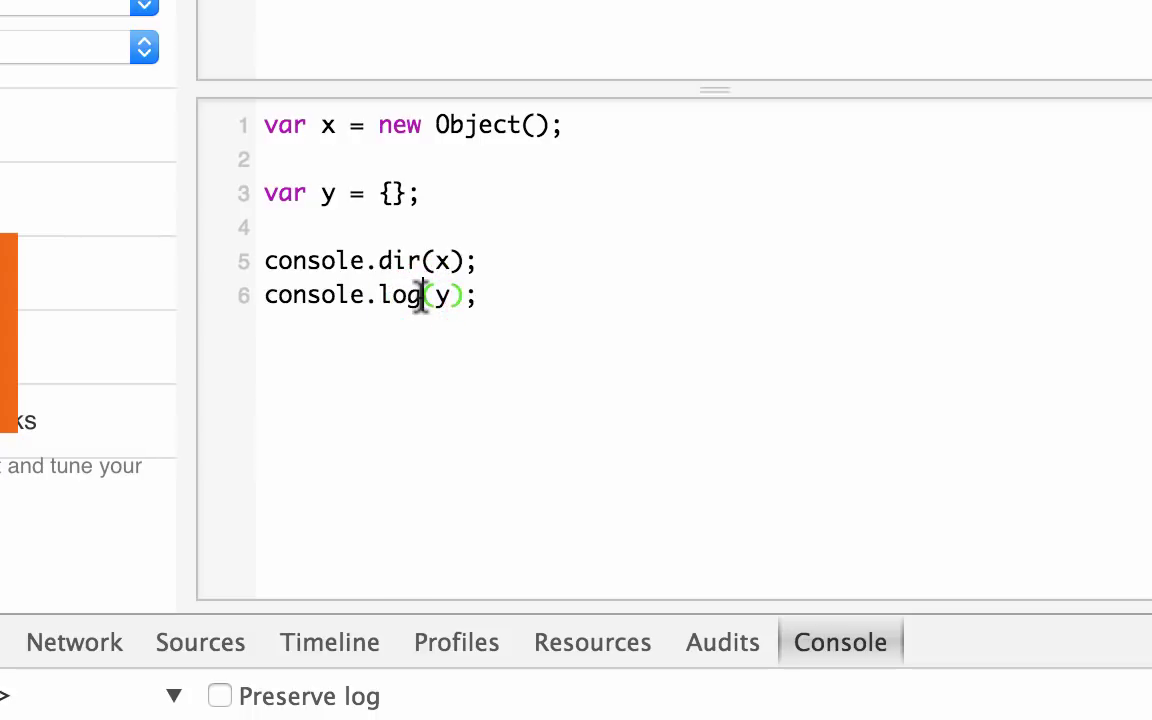 1 var x = new Object();
2
3 var y = {};
4
5 console.dir(x);
6 console.log(y);
ks
and tune your
Network Sources Timeline Profiles Resources Audits Console
> ▼ Preserve log